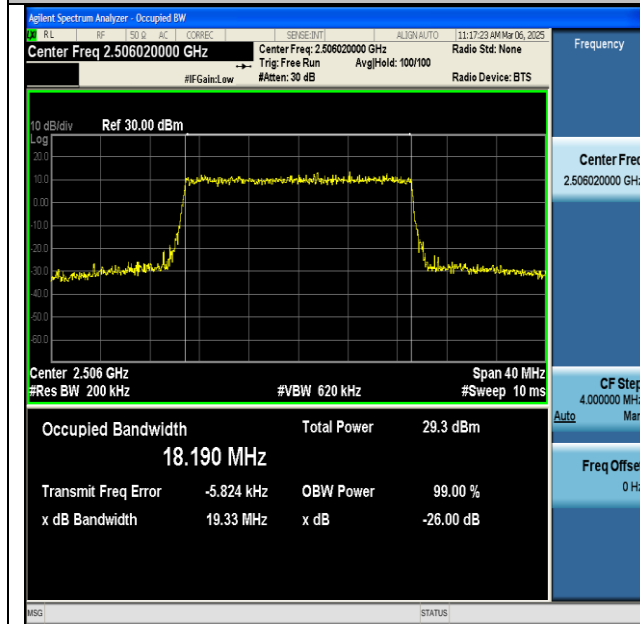 Agilent Spectrum Analyzer - Occupied BW
RL RF 50 Ω AC CORREC SENSE:INT ALIGN AUTO 11:17:23 AM Mar 06, 2025
Center Freq 2.506020000 GHz
Center Freq: 2.506020000 GHz
Radio Std: None
Trig: Free Run Avg|Hold: 100/100
#IFGain:Low #Atten: 30 dB Radio Device: BTS
10 dB/div Ref 30.00 dBm
Log
20.0
10.0
0.00
-10.0
-20.0
-30.0
-40.0
-50.0
-60.0
Center 2.506 GHz Span 40 MHz
#Res BW 200 kHz #VBW 620 kHz #Sweep 10 ms
Occupied Bandwidth Total Power 29.3 dBm
18.190 MHz
Transmit Freq Error -5.824 kHz OBW Power 99.00 %
x dB Bandwidth 19.33 MHz x dB -26.00 dB
MSG STATUS
Frequency
Center Freq
2.506020000 GHz
CF Step
4.000000 MHz
Auto Man
Freq Offset
0 Hz